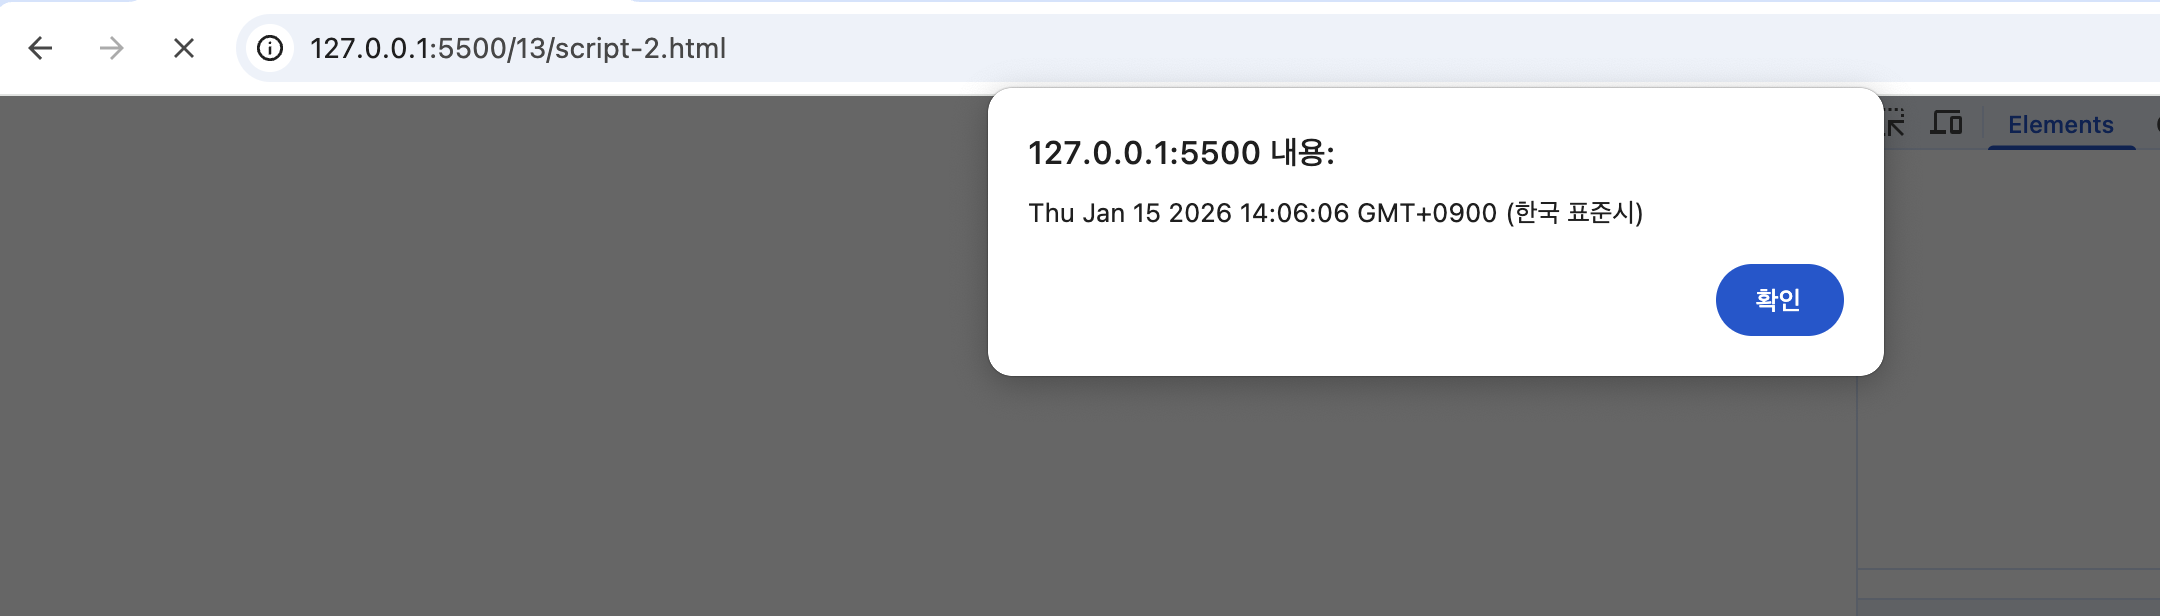 127.0.0.1:5500/13/script-2.html
127.0.0.1:5500 내용:
Thu Jan 15 2026 14:06:06 GMT+0900 (한국 표준시)
확인
Elements